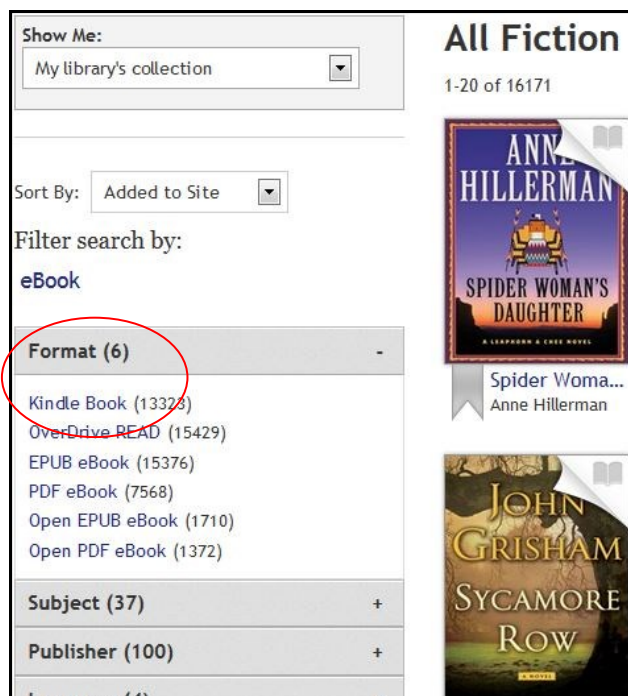 Show Me:
My library's collection
Sort By: Added to Site
Filter search by:
eBook
Format (6) -
Kindle Book (13323)
OverDrive READ (15429)
EPUB eBook (15376)
PDF eBook (7568)
Open EPUB eBook (1710)
Open PDF eBook (1372)
Subject (37) +
Publisher (100) +
All Fiction
1-20 of 16171
ANNE
HILLERMAN
SPIDER WOMAN'S
DAUGHTER
A LEAPHORN & CHEE NOVEL
Spider Woma...
Anne Hillerman
JOHN
GRISHAM
SYCAMORE
ROW
A NOVEL